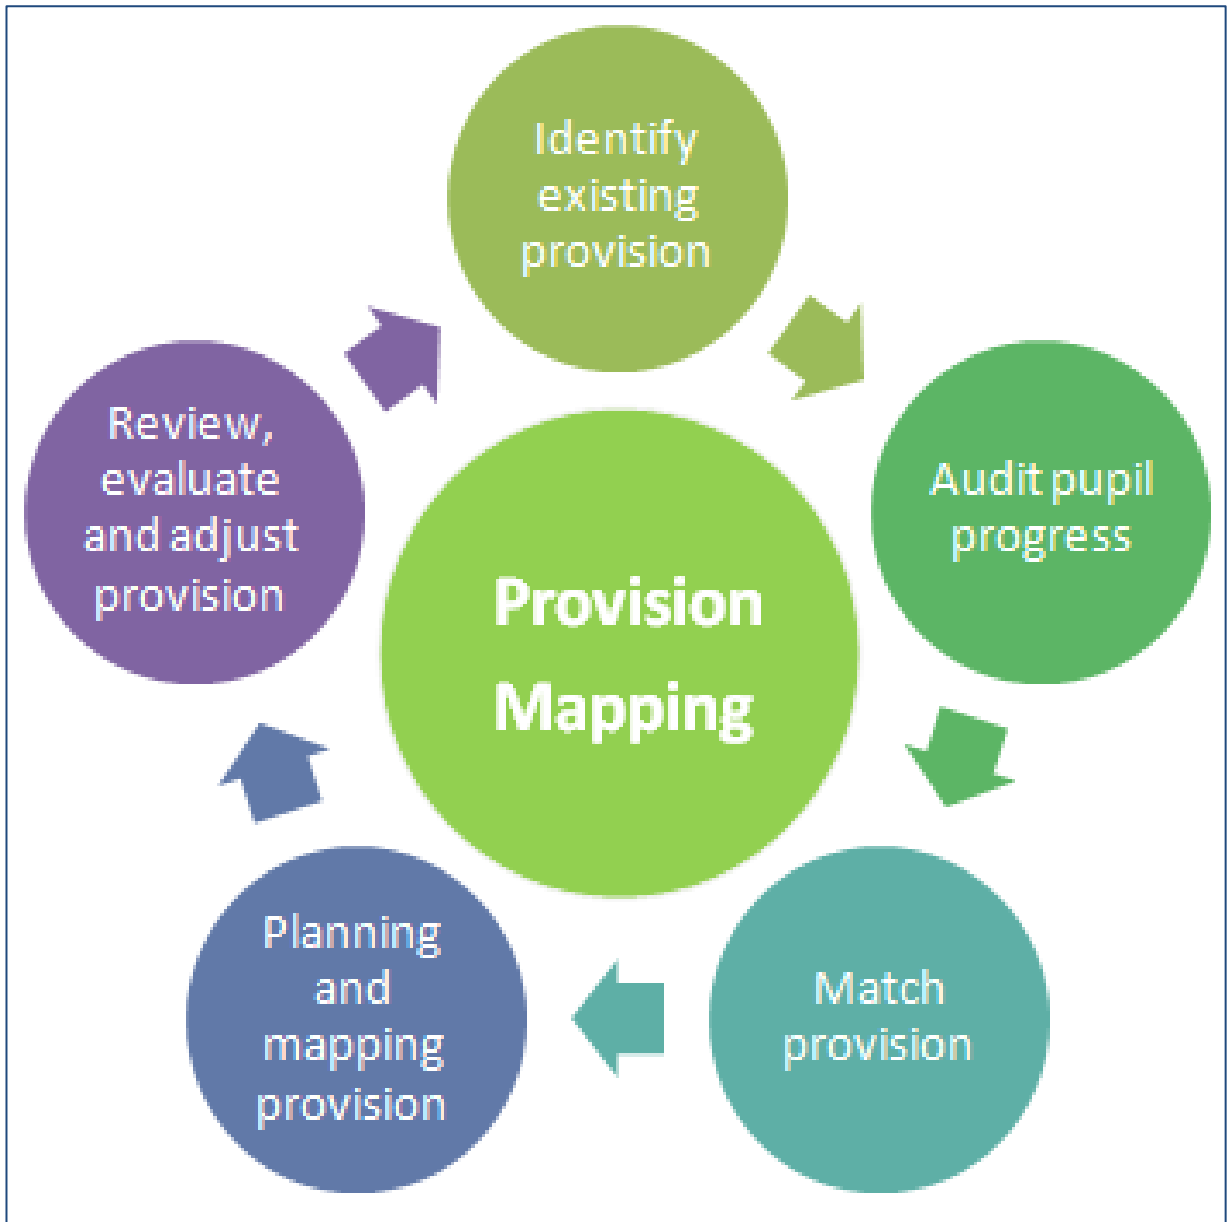 Identify
existing
provision
Audit pupil
progress
Match
provision
Planning
and
mapping
provision
Review,
evaluate
and adjust
provision
Provision
Mapping